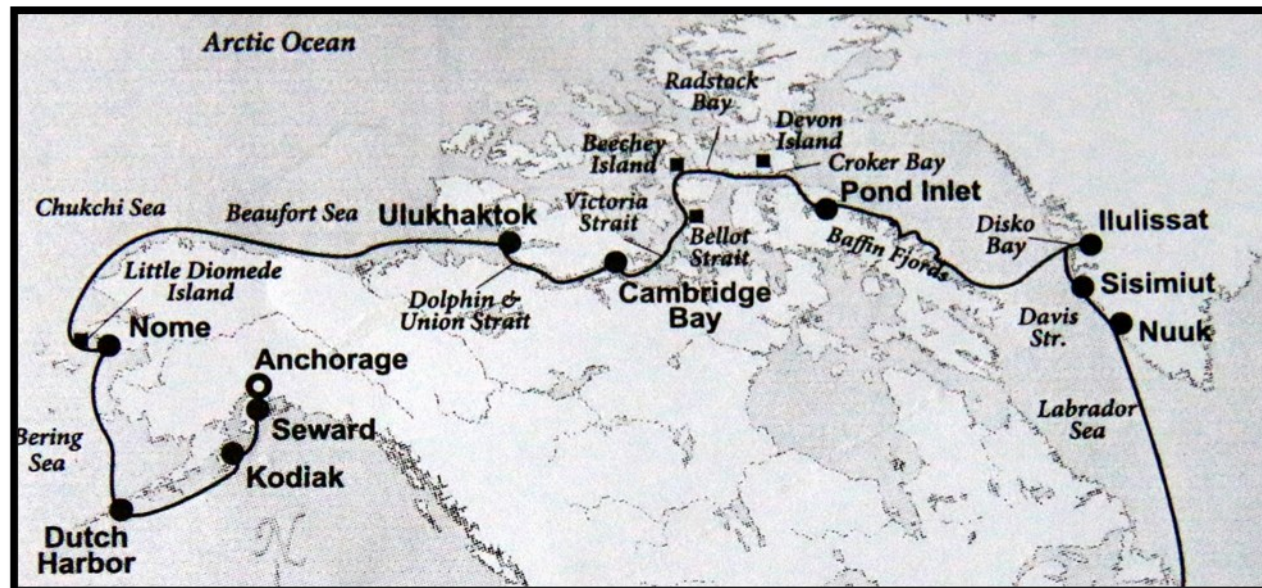 Arctic Ocean
Radstock
Bay
Devon
Island
Beechey
Island
Croker Bay
Pond Inlet
Chukchi Sea
Beaufort Sea
Ulukhaktok
Victoria
Strait
Disko
Bay
Ilulissat
Bellot
Strait
Baffin Fjords
Little Diomede
Island
Dolphin &
Union Strait
Cambridge
Bay
Sisimiut
Nome
Davis
Str.
Nuuk
Anchorage
Seward
Labrador
Sea
Bering
Sea
Kodiak
Dutch
Harbor
N